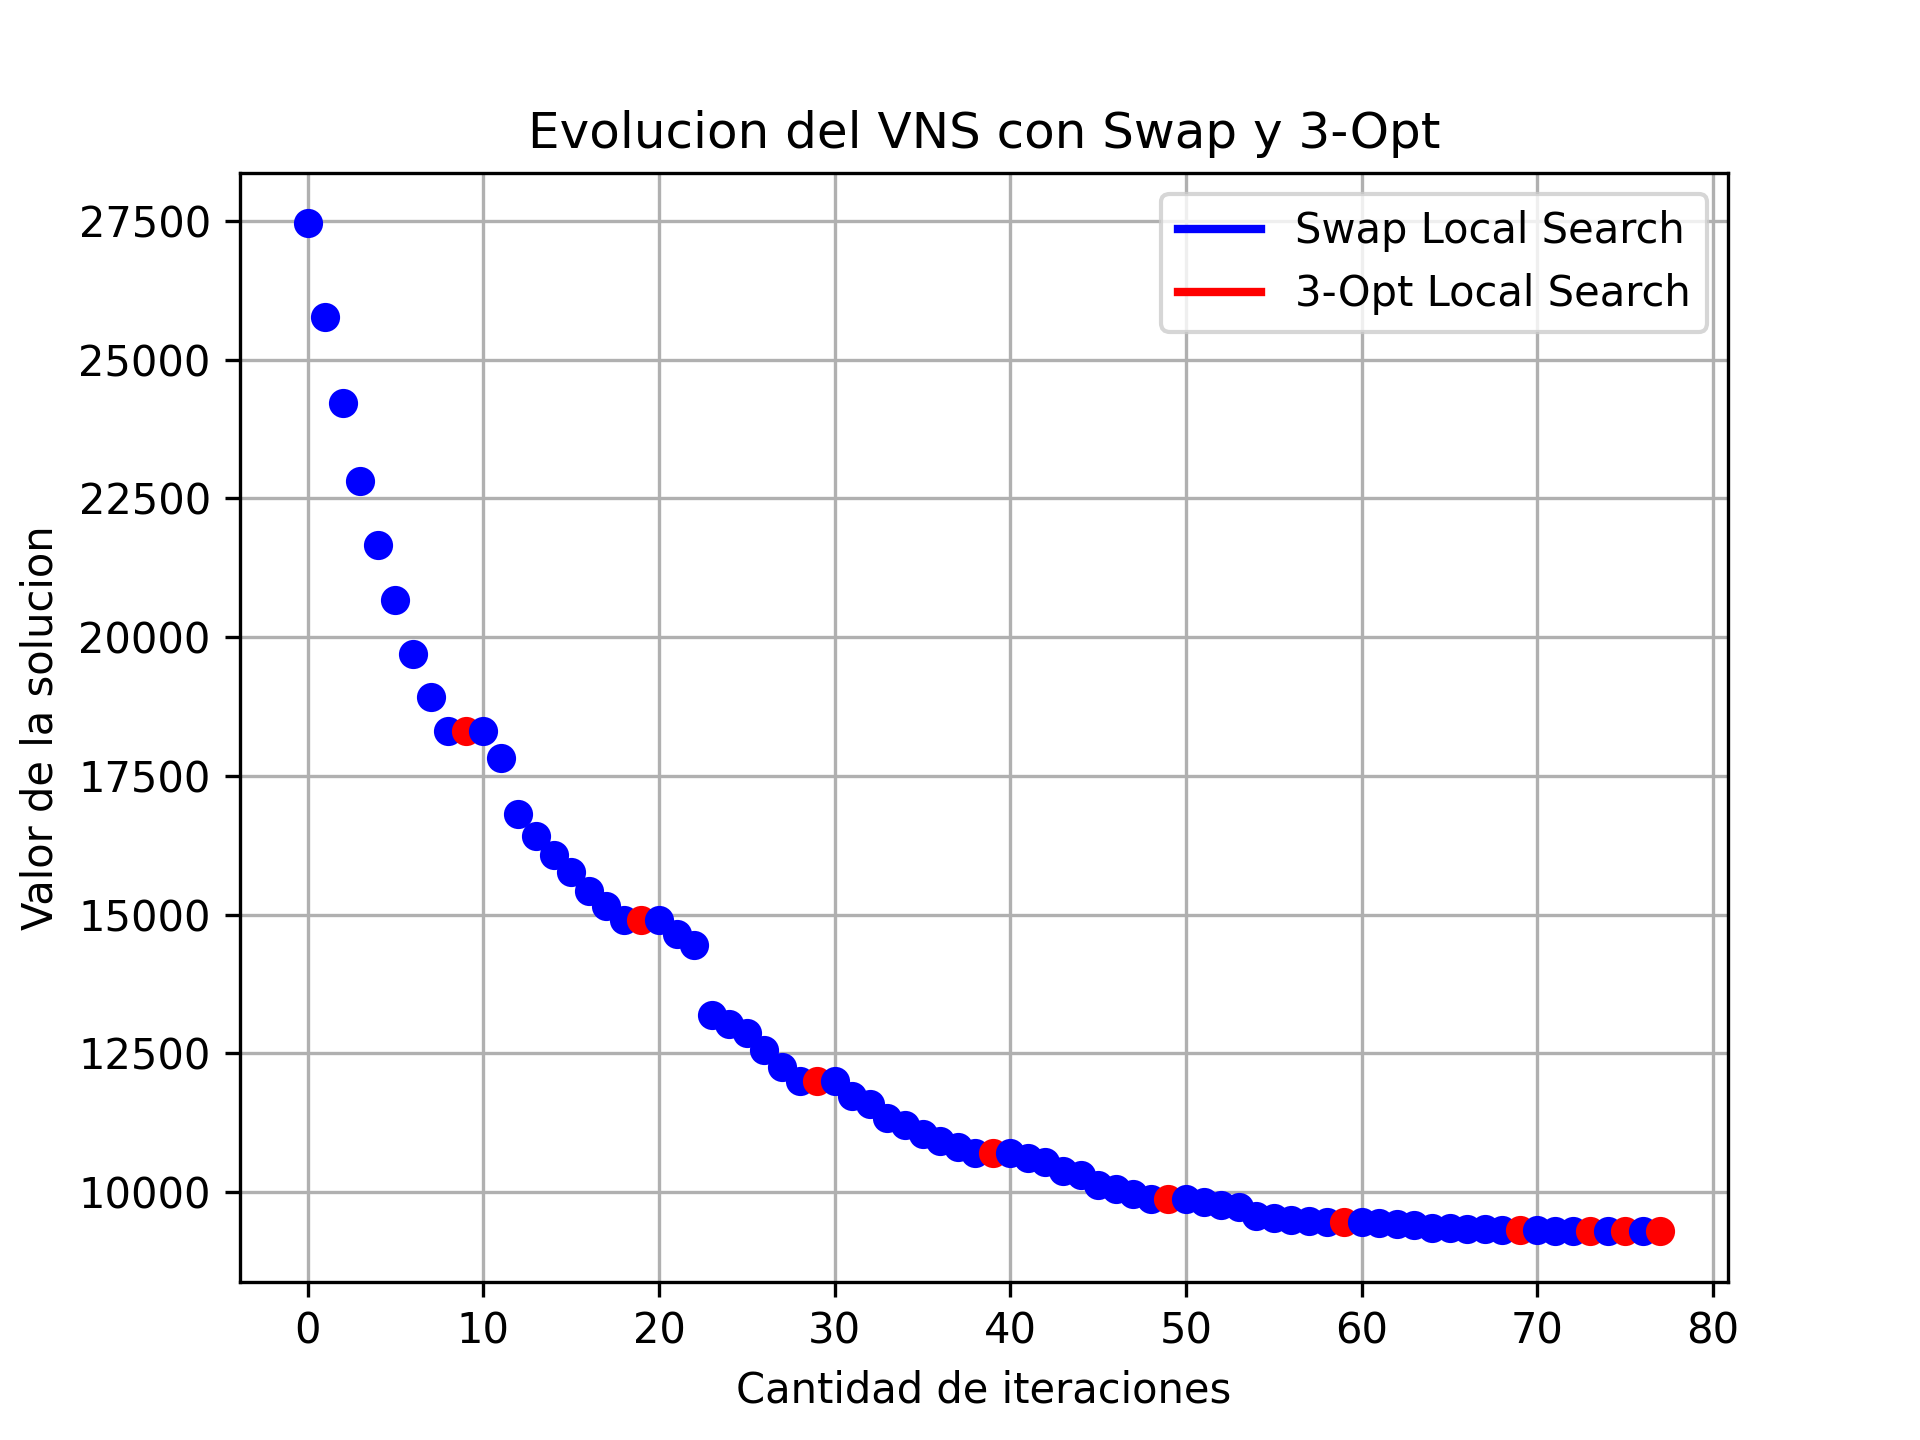 Evolucion del VNS con Swap y 3-Opt
Swap Local Search
3-Opt Local Search
Valor de la solucion
27500
25000
22500
20000
17500
15000
12500
10000
0 10 20 30 40 50 60 70 80
Cantidad de iteraciones